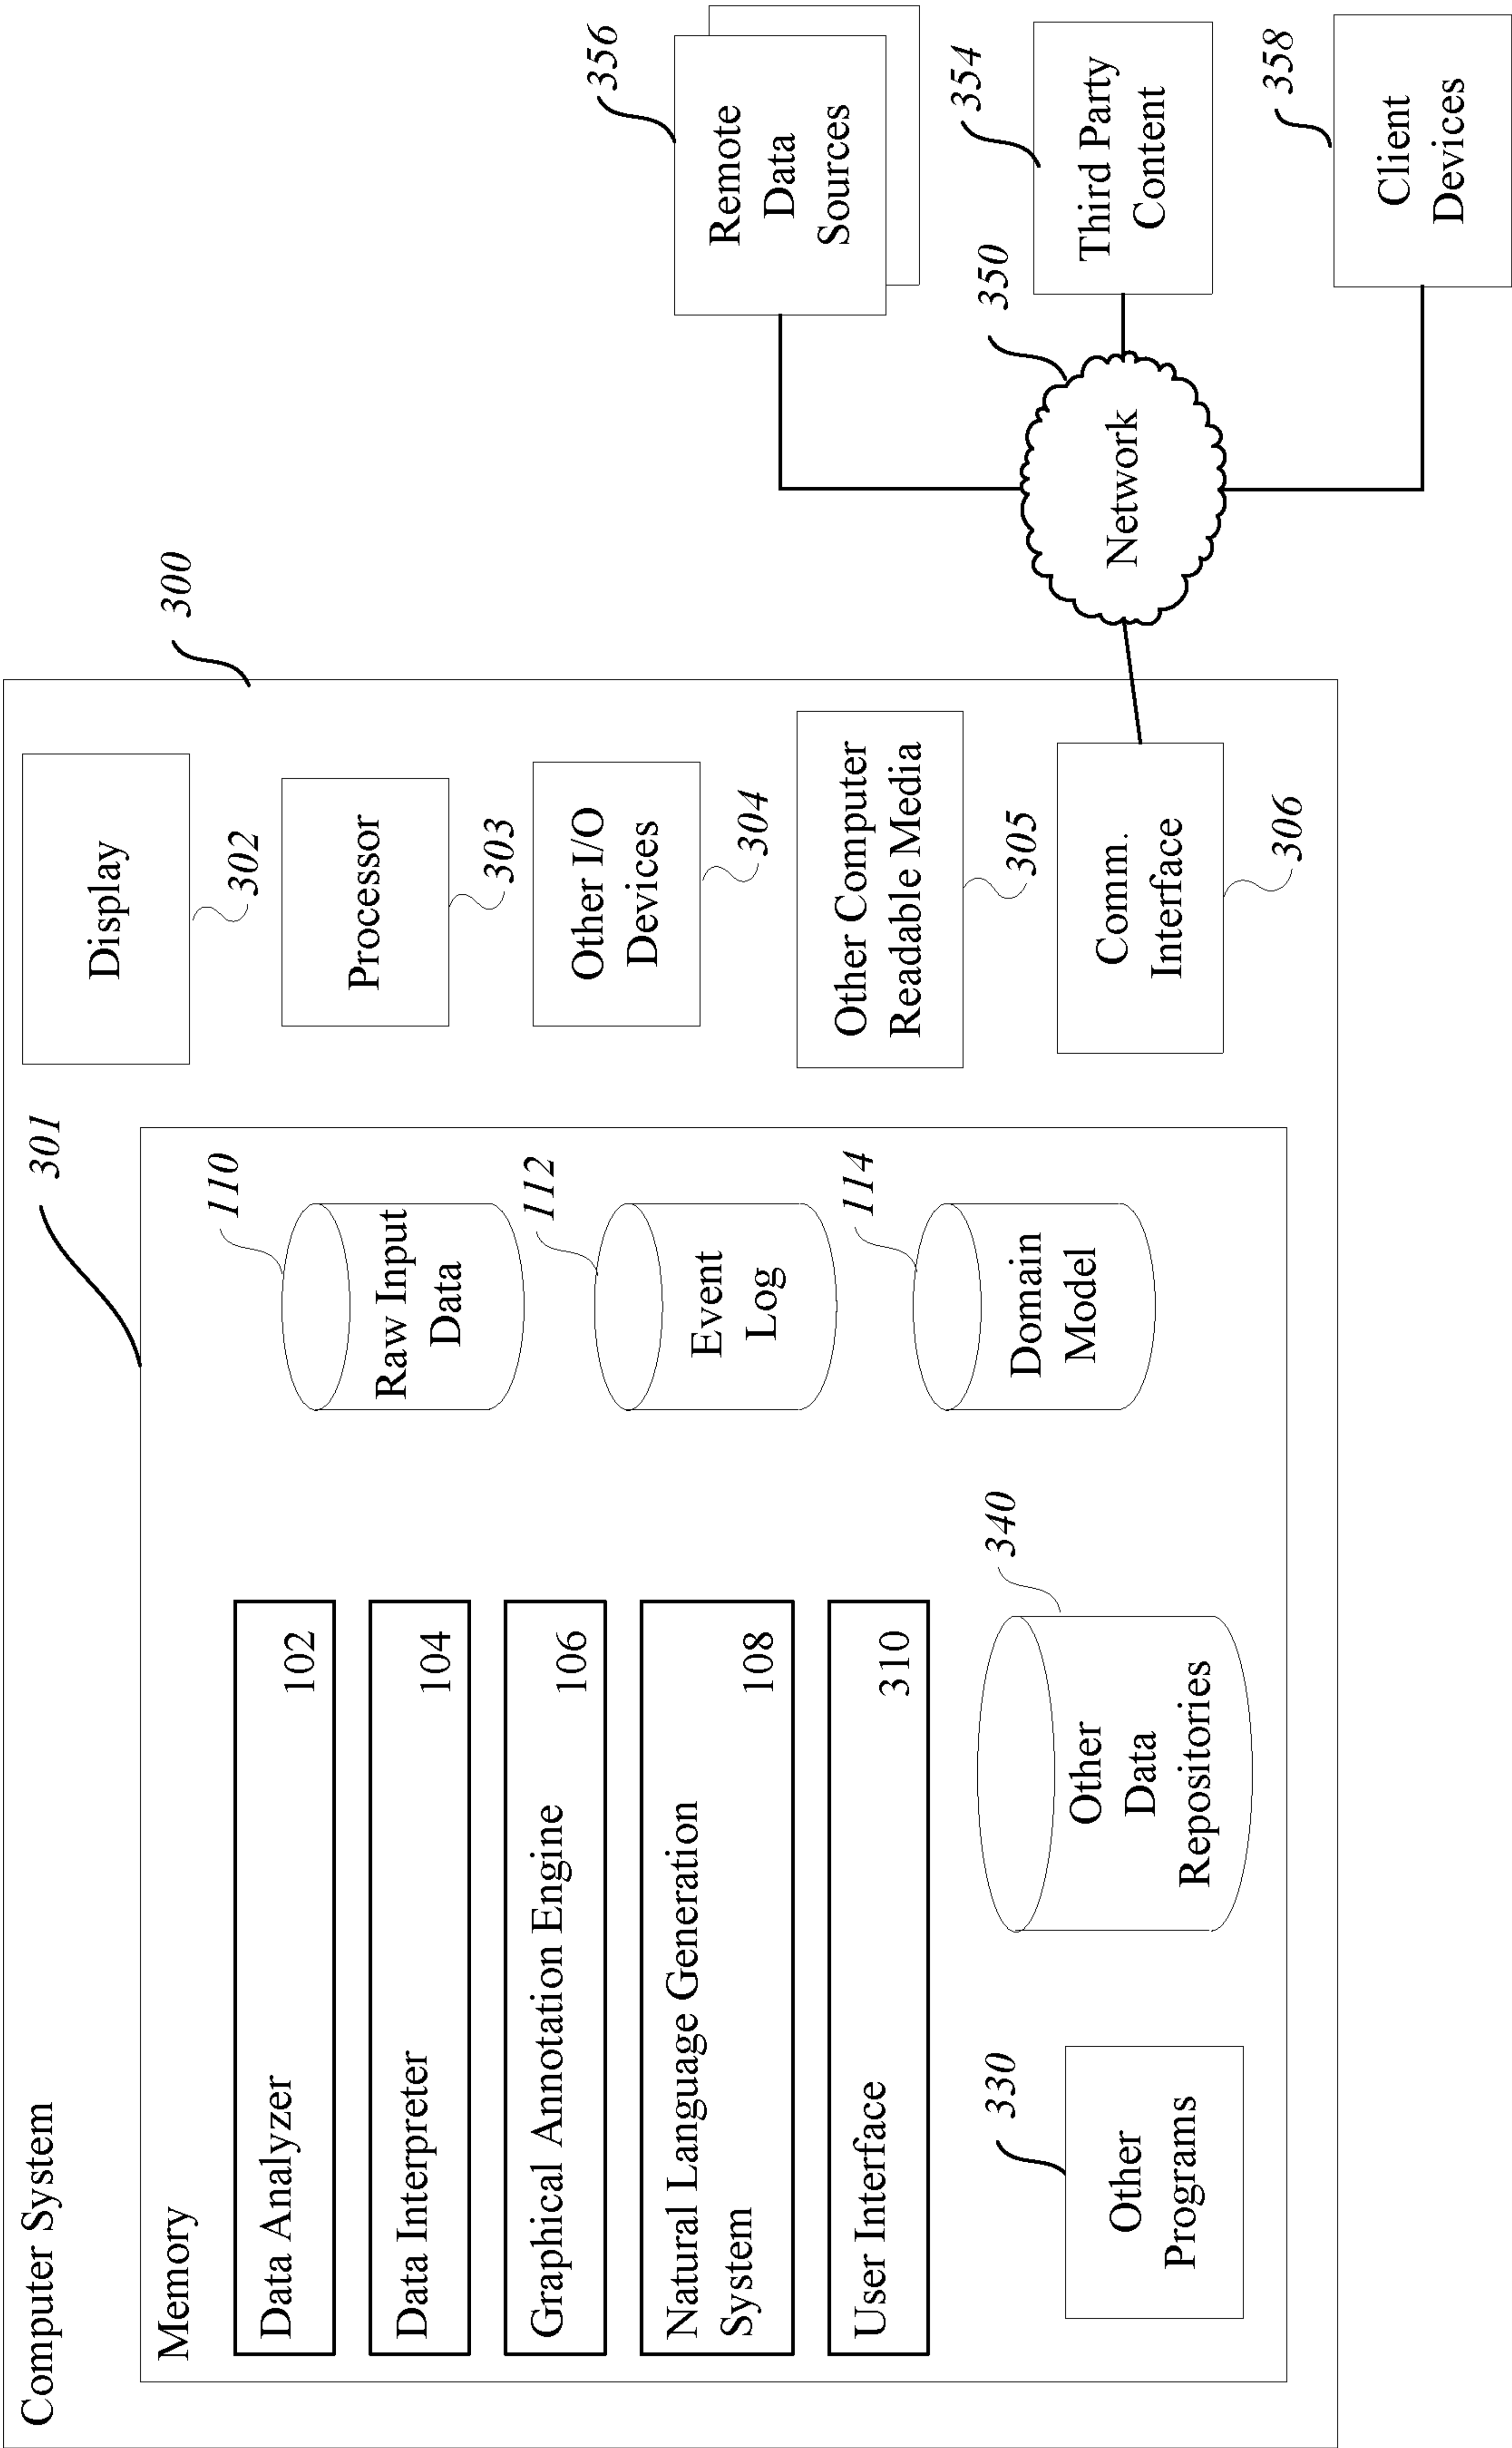 Computer System
300
Memory
301
Data Analyzer
102
Data Interpreter
104
Graphical Annotation Engine
106
Natural Language Generation
System
108
User Interface
310
Other
Programs
330
Other
Data
Repositories
340
Raw Input
Data
110
Event
Log
112
Domain
Model
114
Display
302
Processor
303
Other I/O
Devices
304
Other Computer
Readable Media
305
Comm.
Interface
306
Network
350
Remote
Data
Sources
356
Third Party
Content
354
Client
Devices
358